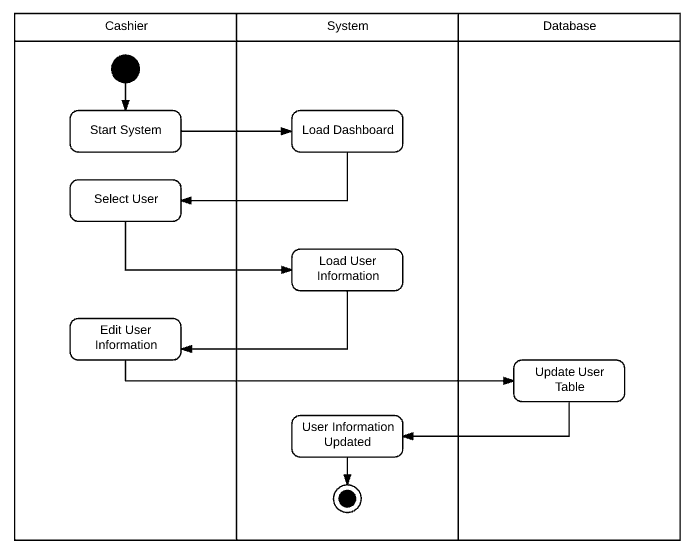 Cashier
System
Database
Start System
Load Dashboard
Select User
Load User
Information
Edit User
Information
Update User
Table
User Information
Updated